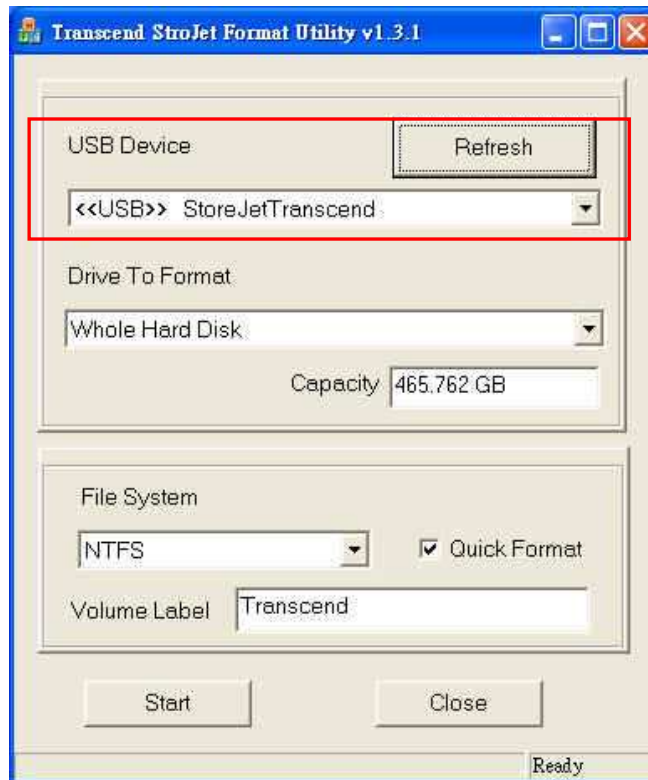 Transcend StroJet Format Utility v1.3.1
USB Device
Refresh
<<USB>> StoreJetTranscend
Drive To Format
Whole Hard Disk
Capacity 465.762 GB
File System
NTFS
Quick Format
Volume Label Transcend
Start Close
Ready